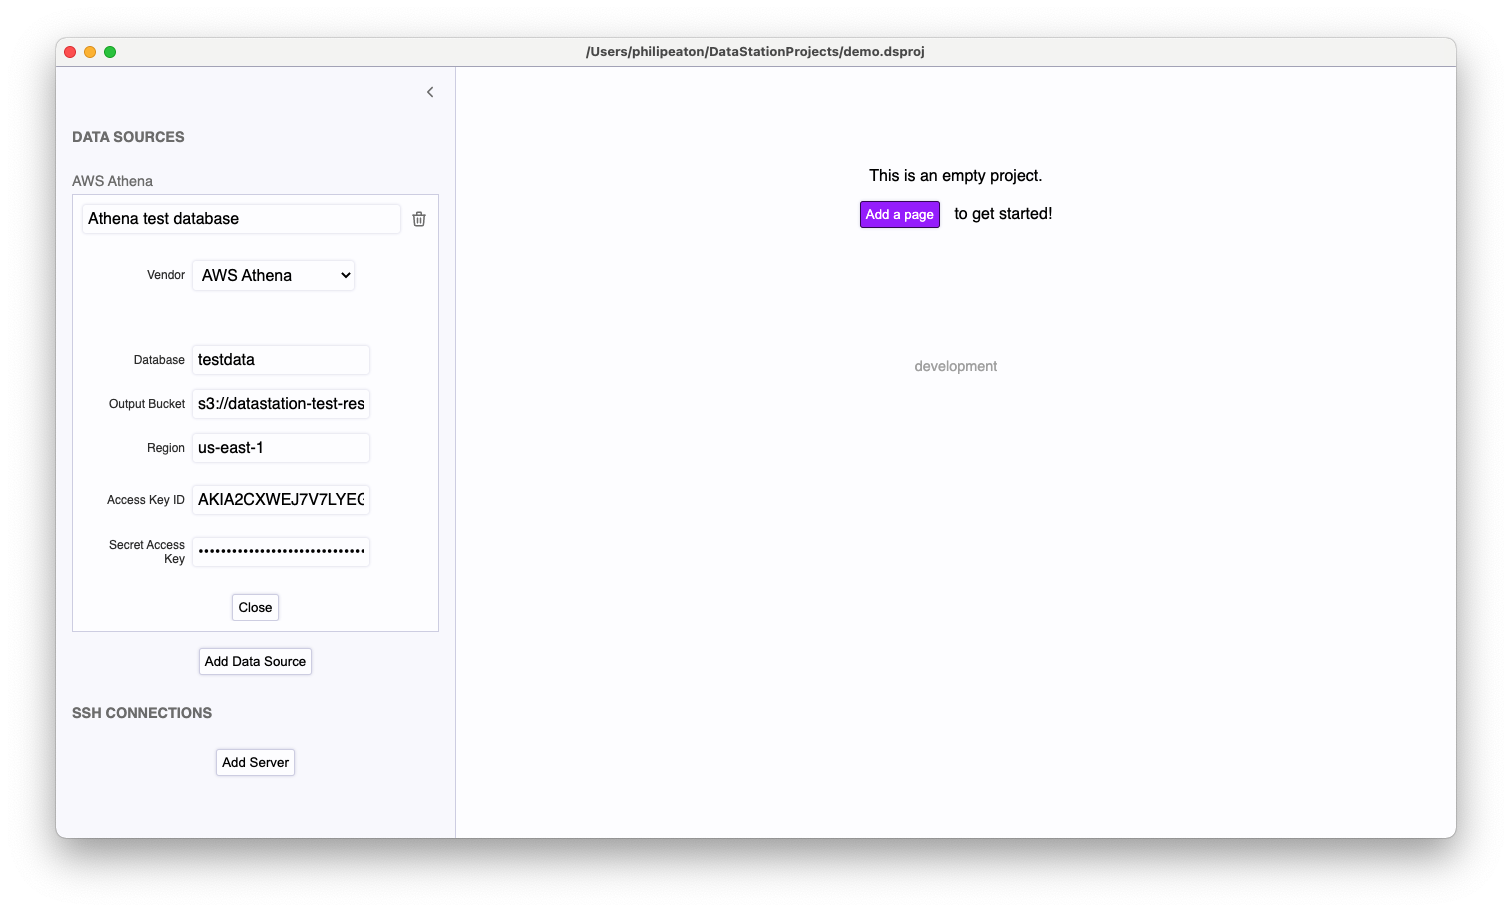 /Users/philipeaton/DataStationProjects/demo.dsproj
DATA SOURCES
AWS Athena
Athena test database
Vendor
AWS Athena
Database
testdata
Output Bucket
s3://datastation-test-res
Region
us-east-1
Access Key ID
AKIA2CXWEJ7V7LYEG
Secret Access
Key
Close
Add Data Source
SSH CONNECTIONS
Add Server
This is an empty project.
Add a page to get started!
development